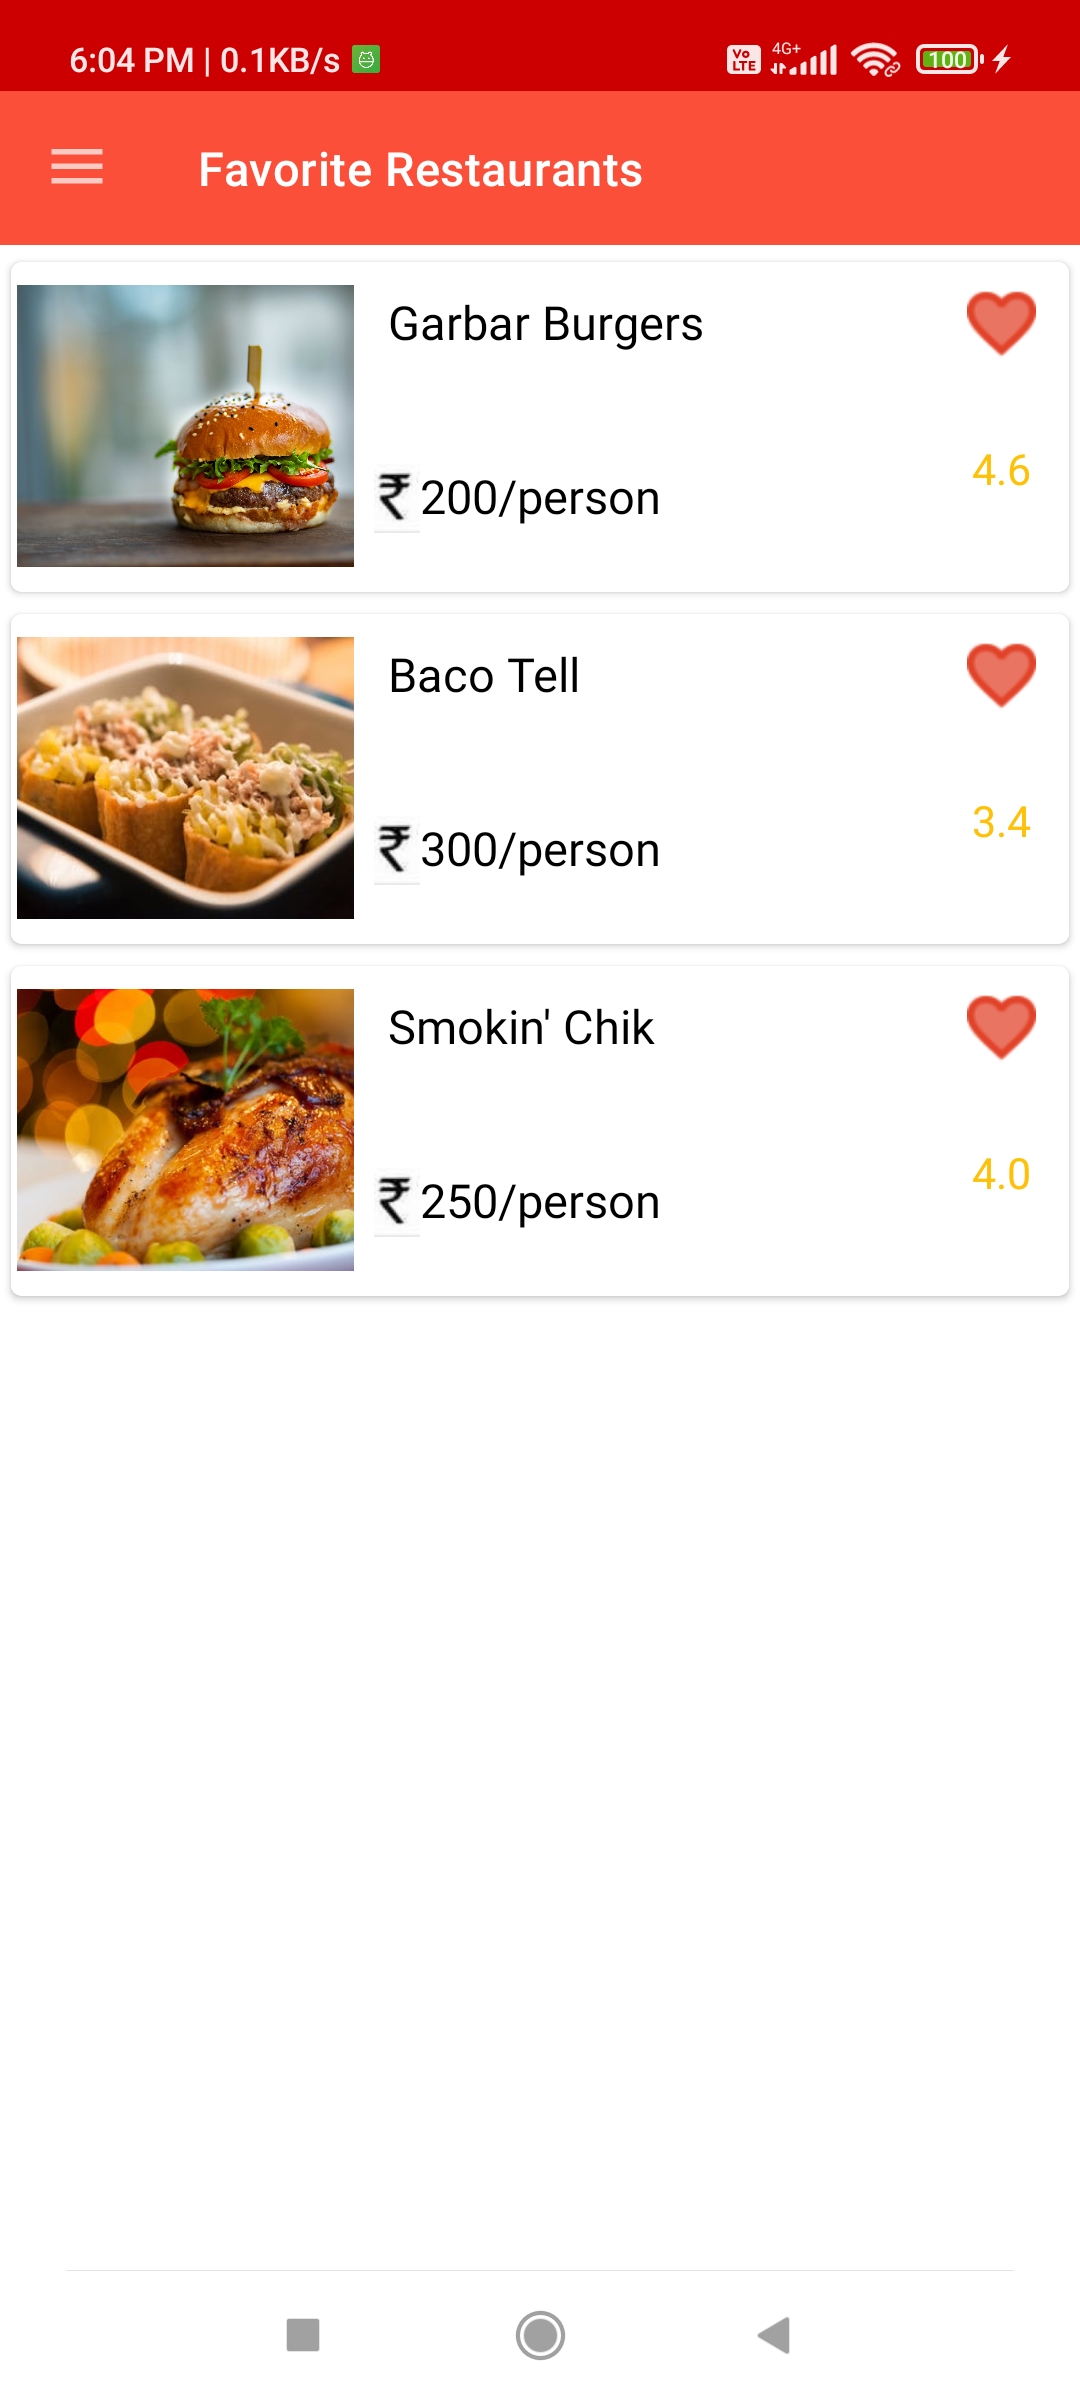 6:04 PM | 0.1KB/s
Vo LTE 4G+ 100
Favorite Restaurants
Garbar Burgers
₹ 200/person
4.6
Baco Tell
₹ 300/person
3.4
Smokin' Chik
₹ 250/person
4.0